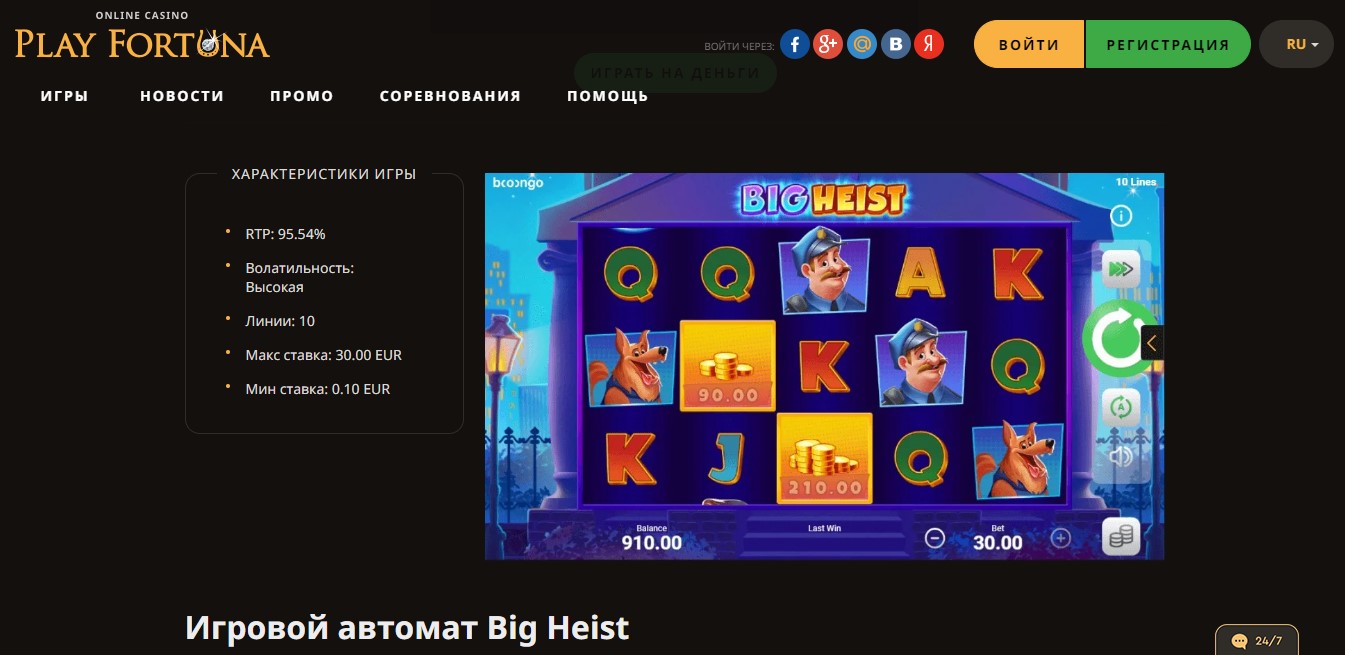 ONLINE CASINO
PLAY FORTUNA
ВОЙТИ ЧЕРЕЗ:
ВОЙТИ
РЕГИСТРАЦИЯ
RU
ИГРАТЬ НА ДЕНЬГИ
ИГРЫ
НОВОСТИ
ПРОМО
СОРЕВНОВАНИЯ
ПОМОЩЬ
ХАРАКТЕРИСТИКИ ИГРЫ
RTP: 95.54%
Волатильность:
Высокая
Линии: 10
Макс ставка: 30.00 EUR
Мин ставка: 0.10 EUR
booongo
BIG HEIST
10 Lines
Q Q A K
90.00 K Q
K J 210.00 Q
Balance
910.00
Last Win
Bet
30.00
Игровой автомат Big Heist
24/7